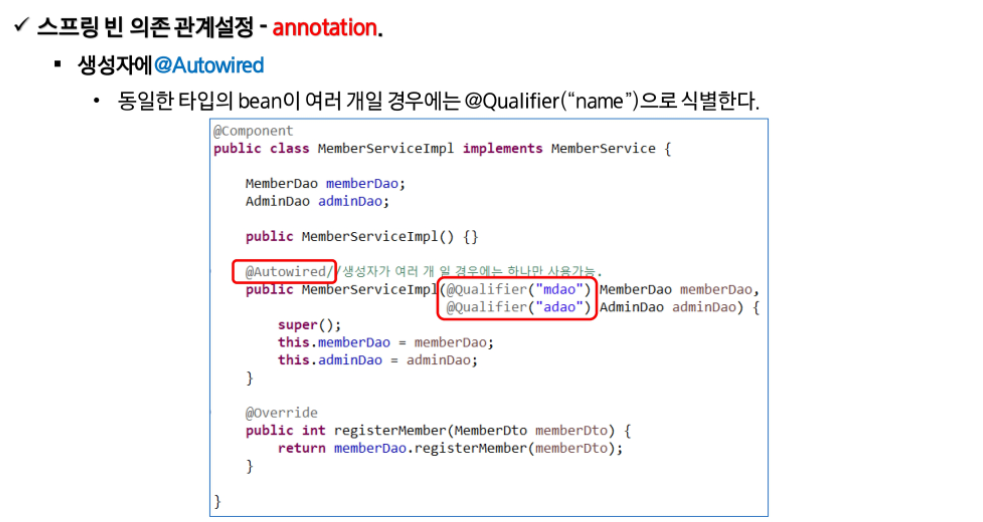 ✓ 스프링 빈 의존 관계설정 - annotation.
▪ 생성자에@Autowired
• 동일한 타입의 bean이 여러 개일 경우에는 @Qualifier(“name”)으로 식별한다.
@Component
public class MemberServiceImpl implements MemberService {
MemberDao memberDao;
AdminDao adminDao;
public MemberServiceImpl() {}
@Autowired//생성자가 여러 개 일 경우에는 하나만 사용가능.
public MemberServiceImpl(@Qualifier("mdao") MemberDao memberDao,
@Qualifier("adao") AdminDao adminDao) {
super();
this.memberDao = memberDao;
this.adminDao = adminDao;
}
@Override
public int registerMember(MemberDto memberDto) {
return memberDao.registerMember(memberDto);
}
}